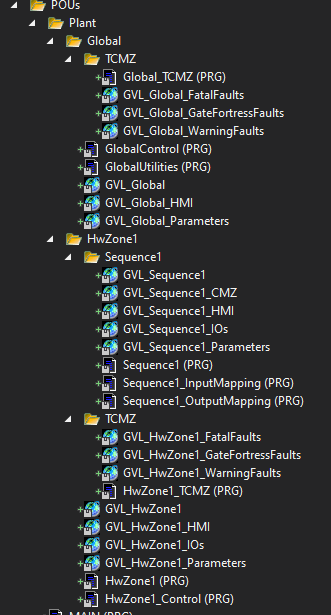 POUs
Plant
Global
TCMZ
Global_TCMZ (PRG)
GVL_Global_FatalFaults
GVL_Global_GateFortressFaults
GVL_Global_WarningFaults
GlobalControl (PRG)
GlobalUtilities (PRG)
GVL_Global
GVL_Global_HMI
GVL_Global_Parameters
HwZone1
Sequence1
GVL_Sequence1
GVL_Sequence1_CMZ
GVL_Sequence1_HMI
GVL_Sequence1_IOs
GVL_Sequence1_Parameters
Sequence1 (PRG)
Sequence1_InputMapping (PRG)
Sequence1_OutputMapping (PRG)
TCMZ
GVL_HwZone1_FatalFaults
GVL_HwZone1_GateFortressFaults
GVL_HwZone1_WarningFaults
HwZone1_TCMZ (PRG)
GVL_HwZone1
GVL_HwZone1_HMI
GVL_HwZone1_IOs
GVL_HwZone1_Parameters
HwZone1 (PRG)
HwZone1_Control (PRG)
MAIN (PRG)